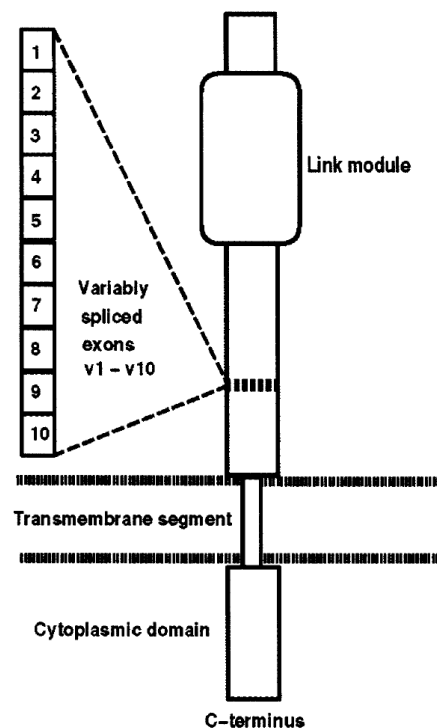 1
2
3
4
5
6
7
8
9
10
Link module
Variably
spliced
exons
v1 – v10
Transmembrane segment
Cytoplasmic domain
C–terminus